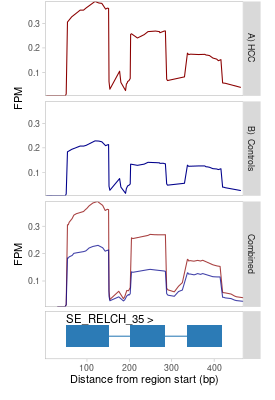 0.3
0.2
0.1
A) HCC
FPM
0.3
0.2
0.1
B) Controls
0.3
0.2
0.1
FPM
Combined
SE_RELCH_35 >
100 200 300 400
Distance from region start (bp)